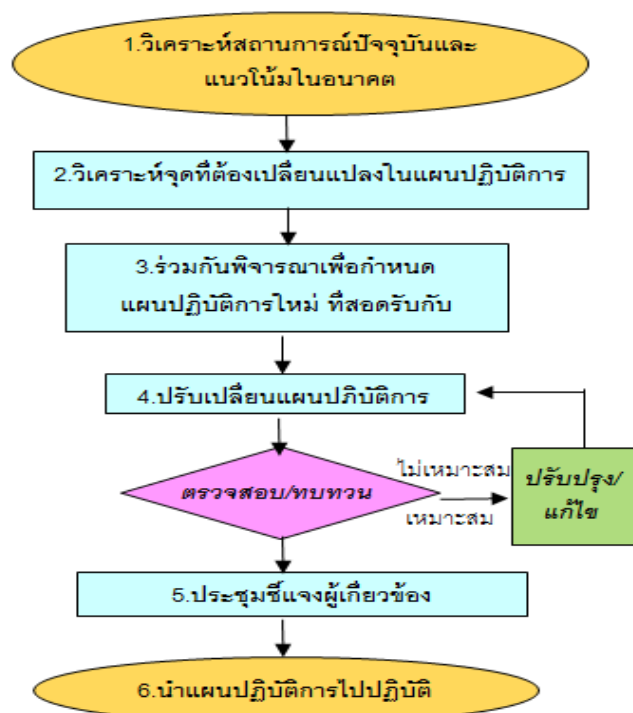 1.วิเคราะห์สถานการณ์ปัจจุบันและ
แนวโน้มในอนาคต
2.วิเคราะห์จุดที่ต้องเปลี่ยนแปลงในแผนปฏิบัติการ
3.ร่วมกันพิจารณาเพื่อกำหนด
แผนปฏิบัติการใหม่ ที่สอดรับกับ
4.ปรับเปลี่ยนแผนปภิบัติการ
ตรวจสอบ/ทบทวน
ไม่เหมาะสม
เหมาะสม
ปรับปรุง/
แก้ไข
5.ประชุมชี้แจงผู้เกี่ยวข้อง
6.นำแผนปฏิบัติการไปปฏิบัติ